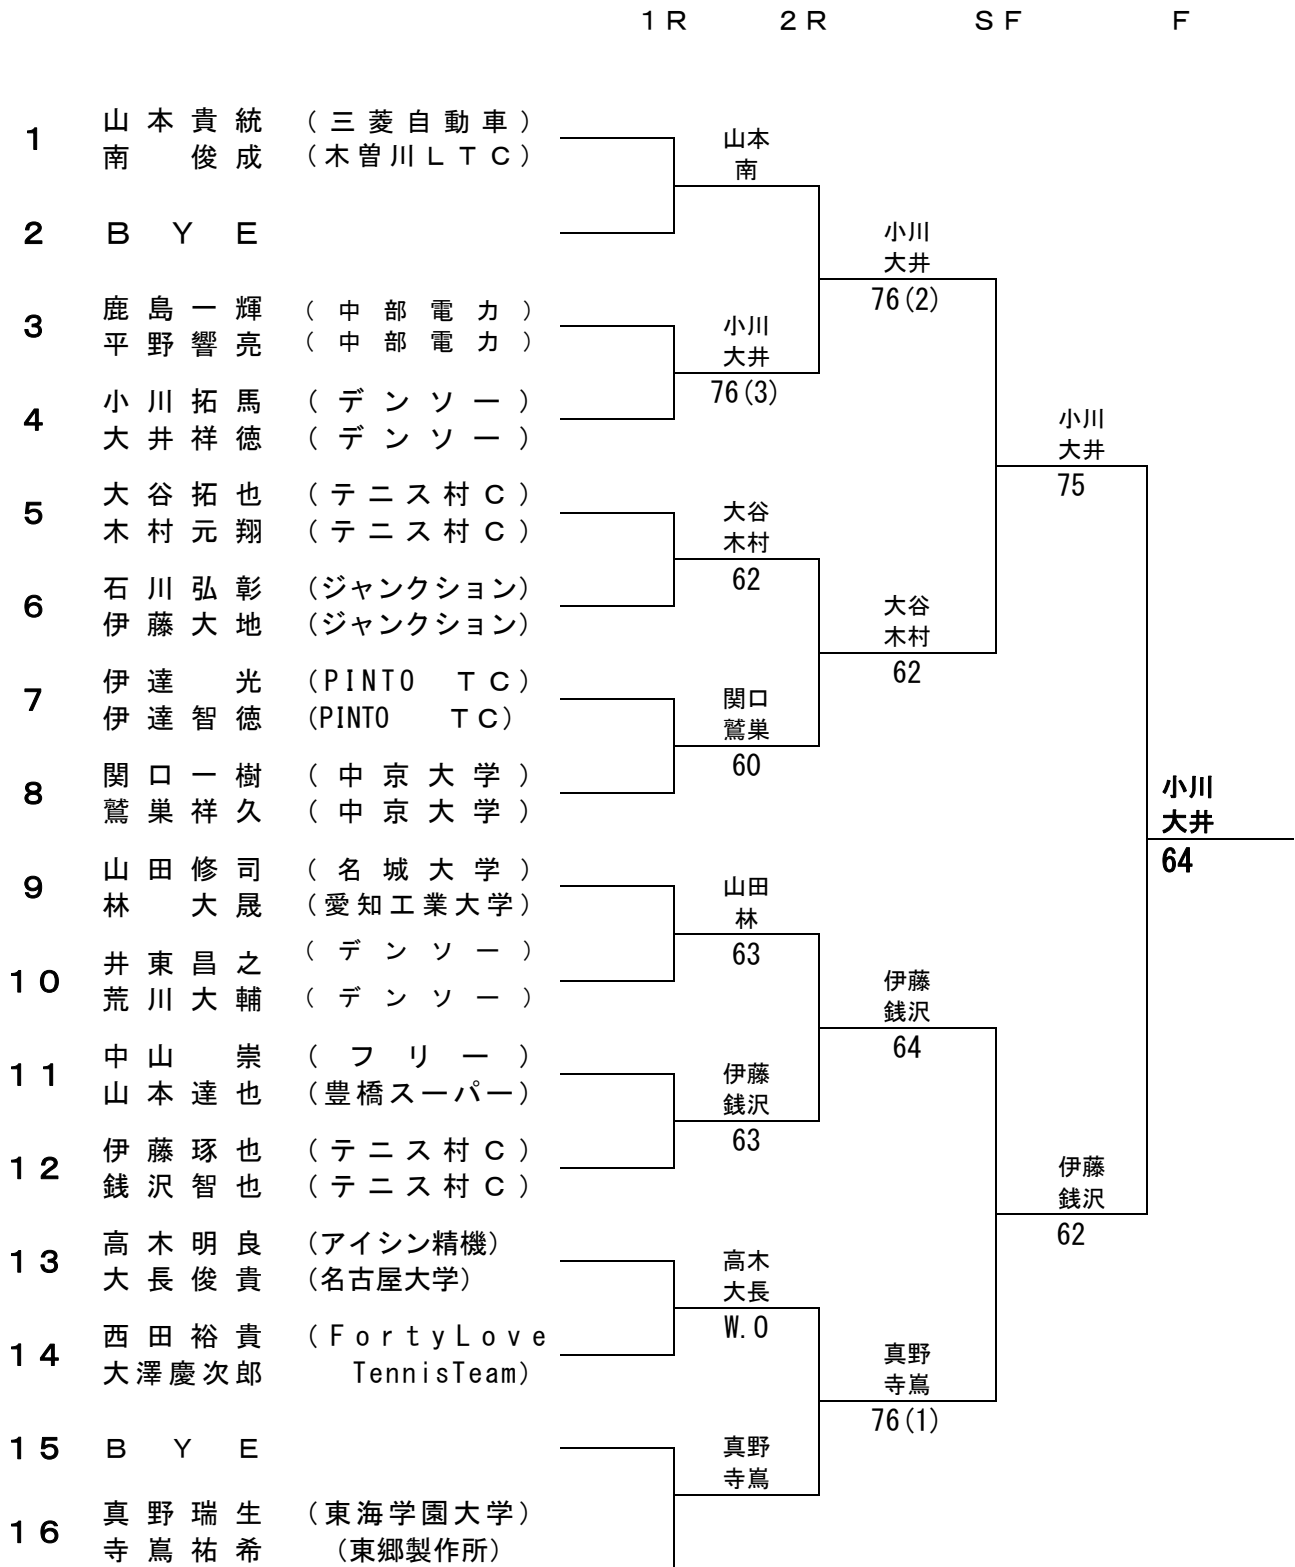 １Ｒ ２Ｒ ＳＦ Ｆ
1 山本貴統 （三菱自動車）
南 俊成 （木曽川ＬＴＣ）
山本
南
2 ＢＹＥ
小川
大井
76(2)
3 鹿島一輝 （中部電力）
平野響亮 （中部電力）
小川
大井
76(3)
4 小川拓馬 （デンソー）
大井祥徳 （デンソー）
小川
大井
75
5 大谷拓也 （テニス村Ｃ）
木村元翔 （テニス村Ｃ）
大谷
木村
62
6 石川弘彰 （ジャンクション）
伊藤大地 （ジャンクション）
大谷
木村
62
7 伊達 光 （PINTO ＴＣ）
伊達智徳 （PINTO ＴＣ）
関口
鷲巣
60
8 関口一樹 （中京大学）
鷲巣祥久 （中京大学）
小川
大井
64
9 山田修司 （名城大学）
林 大晟 （愛知工業大学）
山田
林
63
10 井東昌之 （デンソー）
荒川大輔 （デンソー）
伊藤
銭沢
64
11 中山 崇 （フリー）
山本達也 （豊橋スーパー）
伊藤
銭沢
63
12 伊藤琢也 （テニス村Ｃ）
銭沢智也 （テニス村Ｃ）
伊藤
銭沢
62
13 高木明良 （アイシン精機）
大長俊貴 （名古屋大学）
高木
大長
W.O
14 西田裕貴 （FortyLove
大澤慶次郎 TennisTeam）
真野
寺嶌
76(1)
15 ＢＹＥ
真野
寺嶌
16 真野瑞生 （東海学園大学）
寺嶌祐希 （東郷製作所）